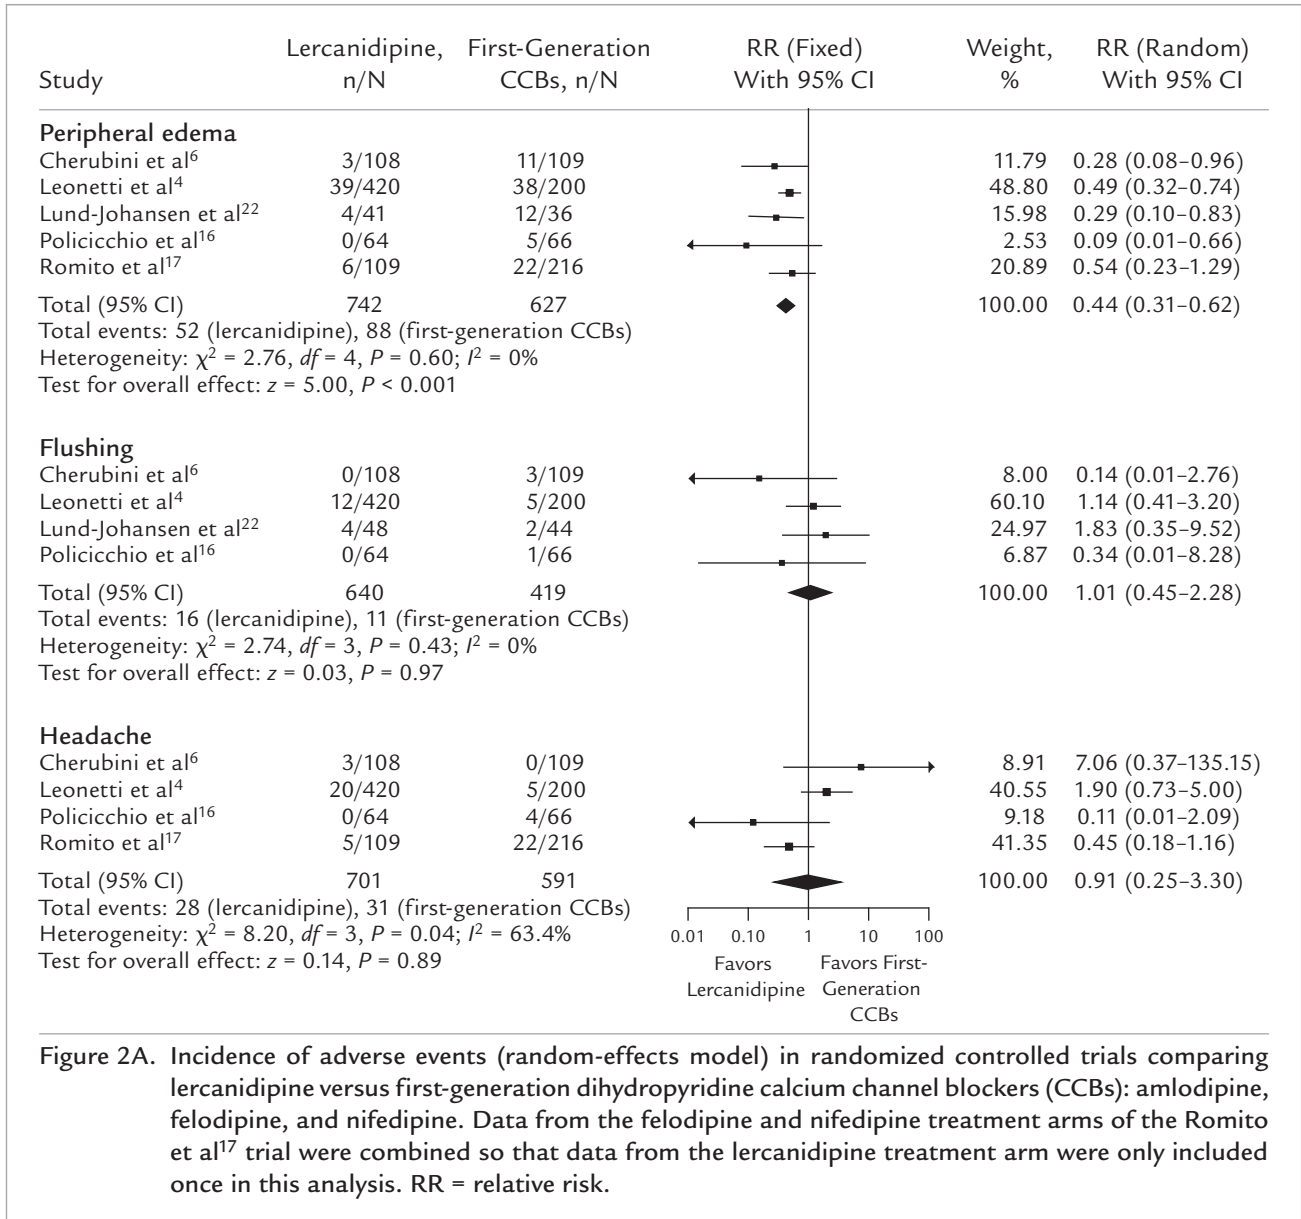 Study Lercanidipine, n/N First-Generation CCBs, n/N RR (Fixed) With 95% CI Weight, % RR (Random) With 95% CI
Peripheral edema
Cherubini et al6 3/108 11/109 11.79 0.28 (0.08–0.96)
Leonetti et al4 39/420 38/200 48.80 0.49 (0.32–0.74)
Lund-Johansen et al22 4/41 12/36 15.98 0.29 (0.10–0.83)
Policicchio et al16 0/64 5/66 2.53 0.09 (0.01–0.66)
Romito et al17 6/109 22/216 20.89 0.54 (0.23–1.29)
Total (95% CI) 742 627 100.00 0.44 (0.31–0.62)
Total events: 52 (lercanidipine), 88 (first-generation CCBs)
Heterogeneity: χ2 = 2.76, df = 4, P = 0.60; I2 = 0%
Test for overall effect: z = 5.00, P < 0.001
Flushing
Cherubini et al6 0/108 3/109 8.00 0.14 (0.01–2.76)
Leonetti et al4 12/420 5/200 60.10 1.14 (0.41–3.20)
Lund-Johansen et al22 4/48 2/44 24.97 1.83 (0.35–9.52)
Policicchio et al16 0/64 1/66 6.87 0.34 (0.01–8.28)
Total (95% CI) 640 419 100.00 1.01 (0.45–2.28)
Total events: 16 (lercanidipine), 11 (first-generation CCBs)
Heterogeneity: χ2 = 2.74, df = 3, P = 0.43; I2 = 0%
Test for overall effect: z = 0.03, P = 0.97
Headache
Cherubini et al6 3/108 0/109 8.91 7.06 (0.37–135.15)
Leonetti et al4 20/420 5/200 40.55 1.90 (0.73–5.00)
Policicchio et al16 0/64 4/66 9.18 0.11 (0.01–2.09)
Romito et al17 5/109 22/216 41.35 0.45 (0.18–1.16)
Total (95% CI) 701 591 100.00 0.91 (0.25–3.30)
Total events: 28 (lercanidipine), 31 (first-generation CCBs)
Heterogeneity: χ2 = 8.20, df = 3, P = 0.04; I2 = 63.4%
Test for overall effect: z = 0.14, P = 0.89
0.01 0.10 1 10 100
Favors Lercanidipine
Favors First-Generation CCBs
Figure 2A. Incidence of adverse events (random-effects model) in randomized controlled trials comparing
lercanidipine versus first-generation dihydropyridine calcium channel blockers (CCBs): amlodipine,
felodipine, and nifedipine. Data from the felodipine and nifedipine treatment arms of the Romito
et al17 trial were combined so that data from the lercanidipine treatment arm were only included
once in this analysis. RR = relative risk.